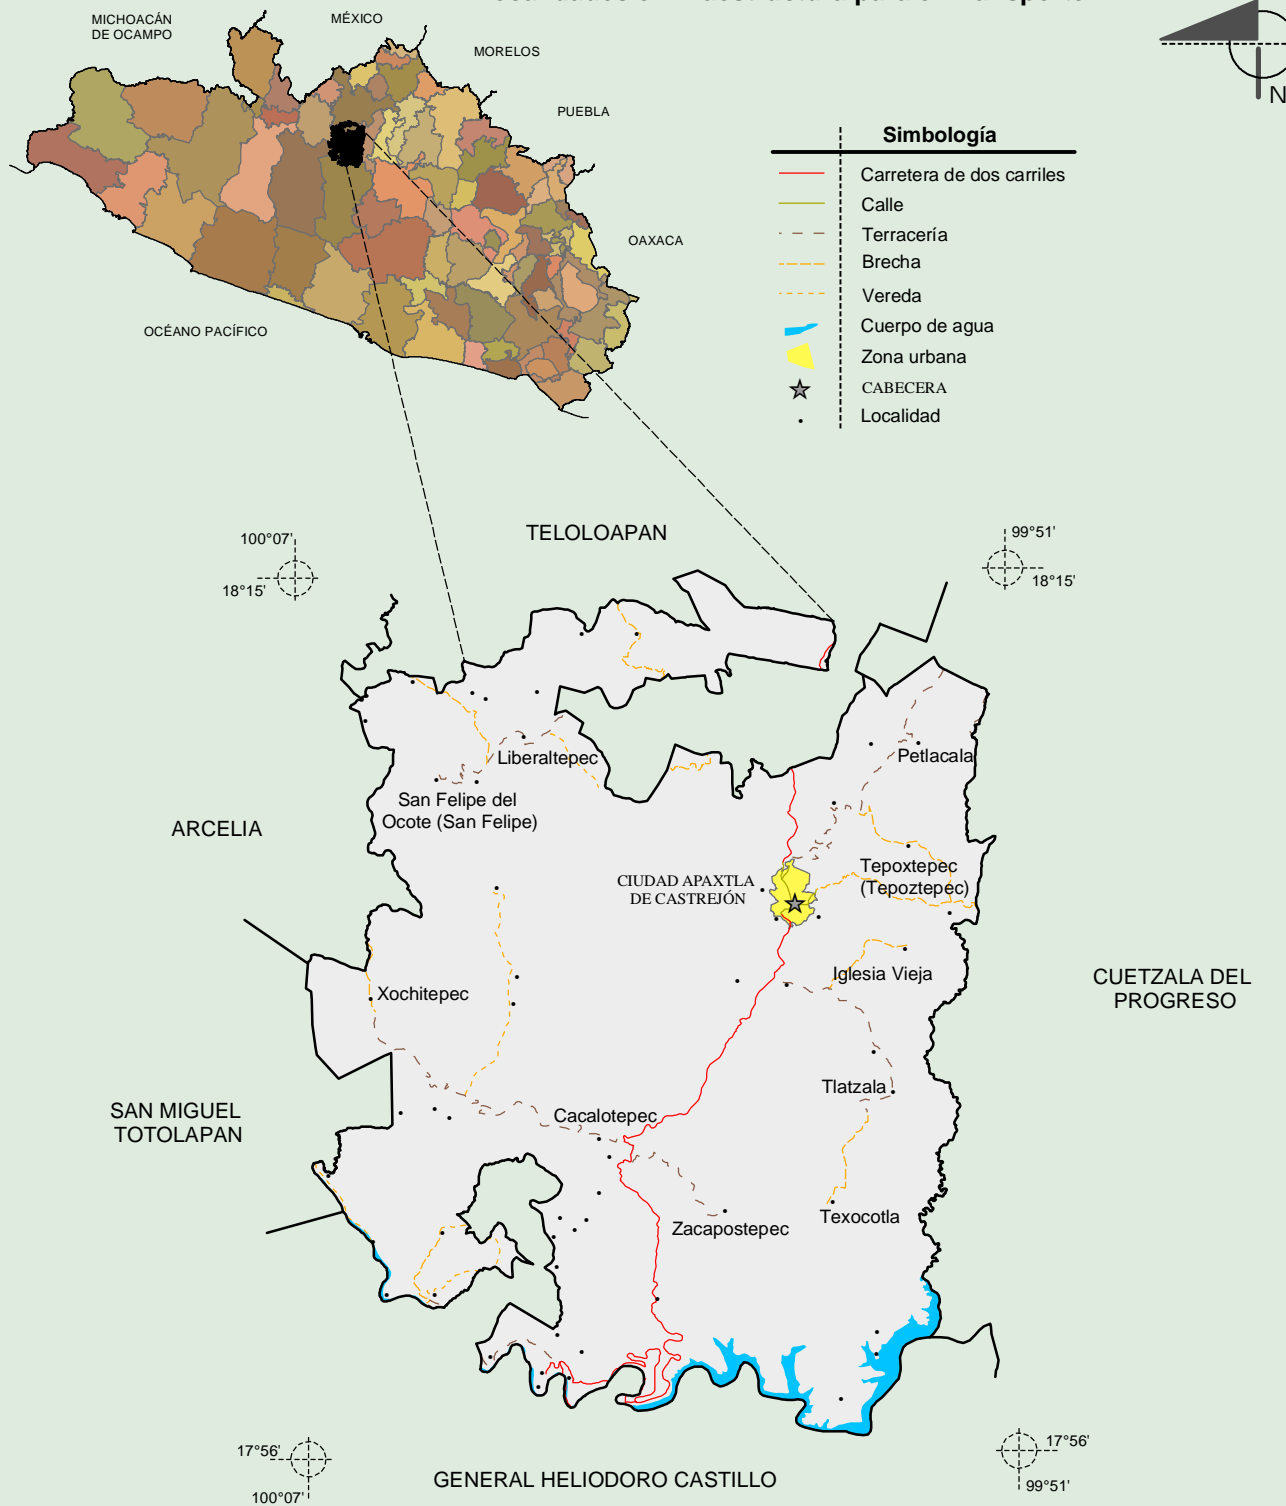 para el Transporte
MICHOACÁN
DE OCAMPO
MÉXICO
MORELOS
PUEBLA
OAXACA
OCÉANO PACÍFICO
N
Simbología
Carretera de dos carriles
Calle
Terracería
Brecha
Vereda
Cuerpo de agua
Zona urbana
CABECERA
Localidad
TELOLOAPAN
100°07'
18°15'
99°51'
18°15'
Petlacala
Liberaltepec
San Felipe del
Ocote (San Felipe)
ARCELIA
Tepoxtepec
(Tepoztepec)
CIUDAD APAXTLA
DE CASTREJÓN
Iglesia Vieja
CUETZALA DEL
PROGRESO
Xochitepec
Tlatzala
SAN MIGUEL
TOTOLAPAN
Cacalotepec
Zacapostepec
Texocotla
17°56'
100°07'
17°56'
99°51'
GENERAL HELIODORO CASTILLO